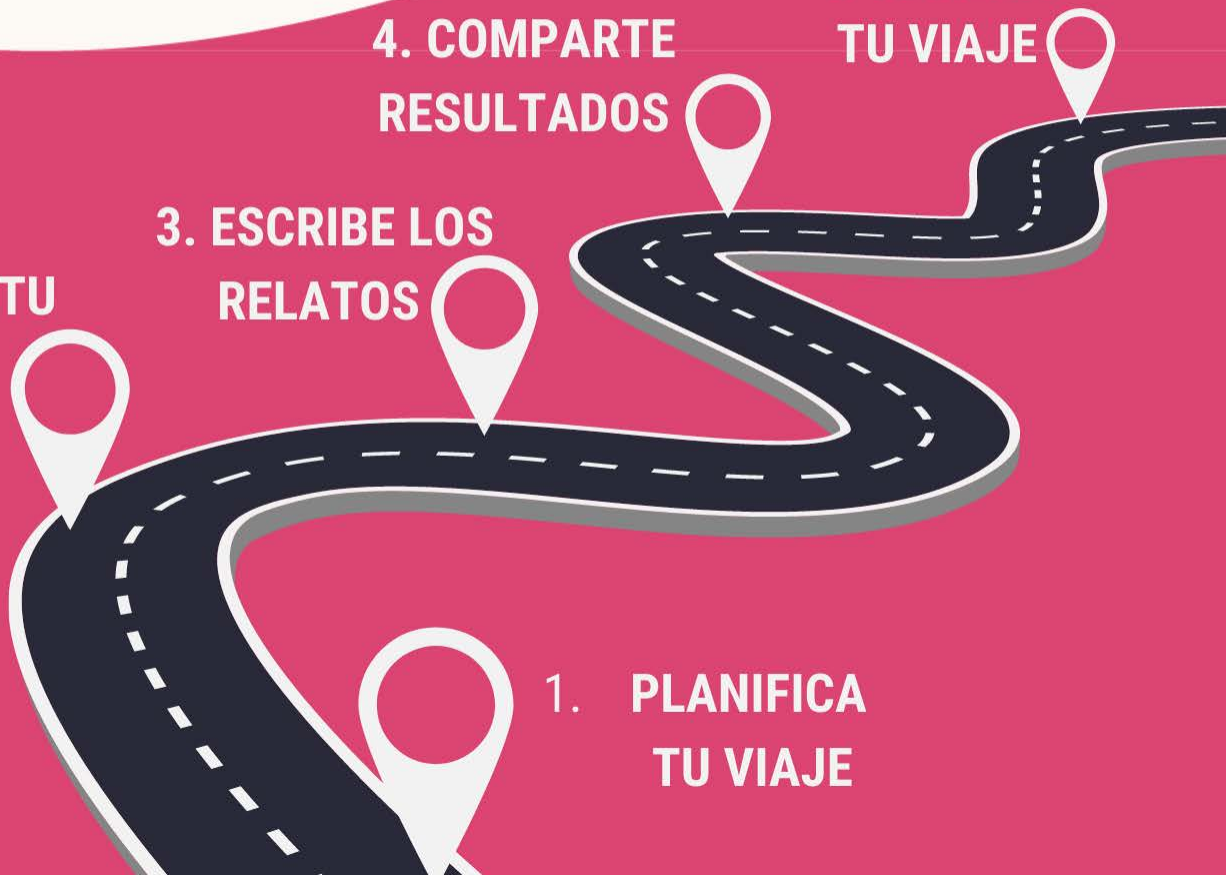 4. COMPARTE
RESULTADOS
TU VIAJE
3. ESCRIBE LOS
RELATOS
TU
1. PLANIFICA
TU VIAJE